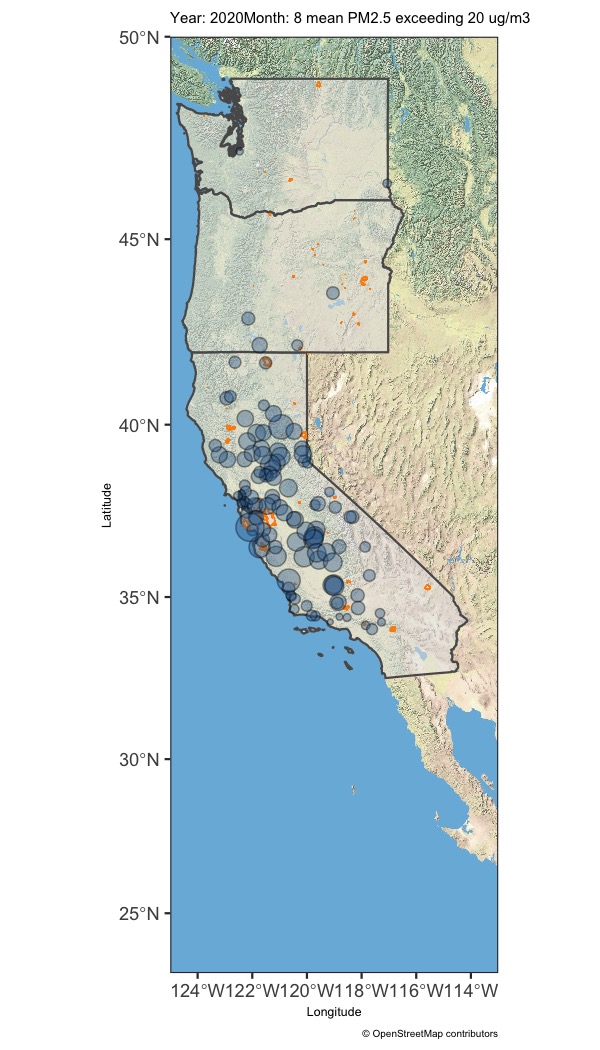 Year: 2020Month: 8 mean PM2.5 exceeding 20 ug/m3
50°N
45°N
40°N
35°N
30°N
25°N
Latitude
124°W122°W120°W118°W116°W114°W
Longitude
© OpenStreetMap contributors